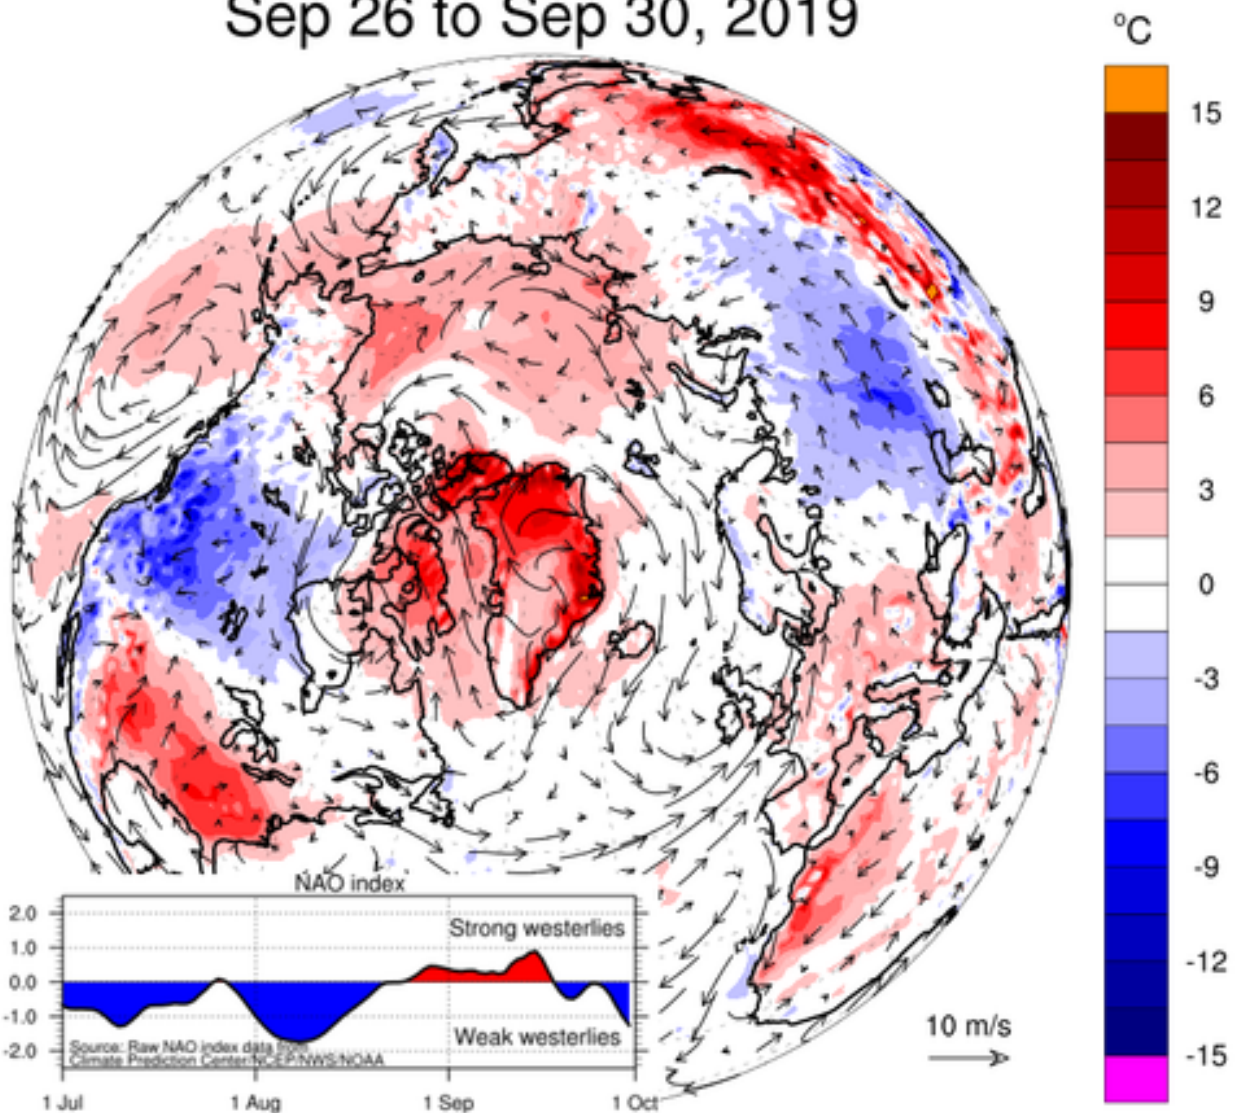 Sep 26 to Sep 30, 2019
°C
15
12
9
6
3
0
-3
-6
-9
-12
-15
10 m/s
NAO index
2.0
1.0
0.0
-1.0
-2.0
Strong westerlies
Weak westerlies
Source: Raw NAO index data from
Climate Prediction Center/NCEP/NWS/NOAA
1 Jul
1 Aug
1 Sep
1 Oct